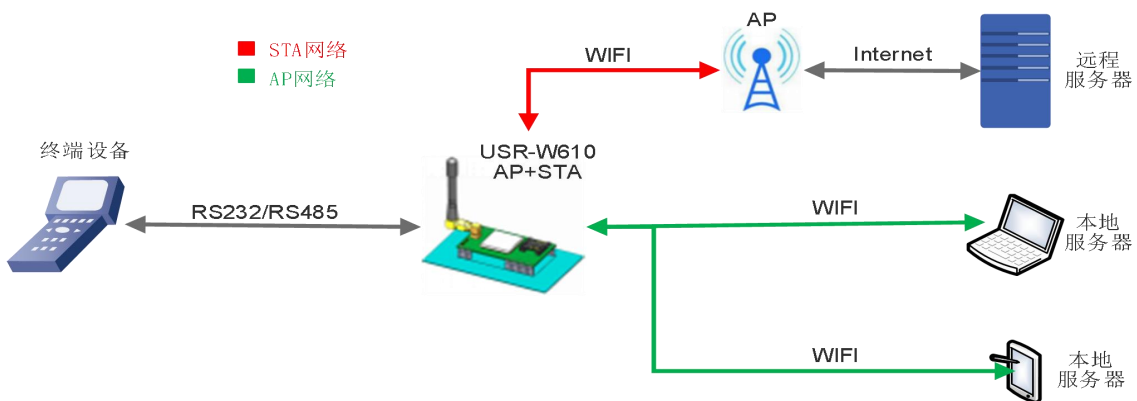 AP
STA网络
AP网络
WIFI
Internet
远程
服务器
终端设备
USR-W610
AP+STA
RS232/RS485
WIFI
本地
服务器
WIFI
本地
服务器